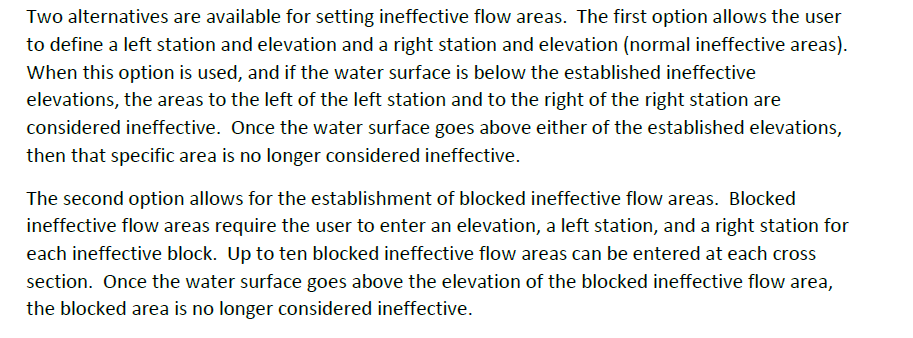 Two alternatives are available for setting ineffective flow areas.  The first option allows the user
to define a left station and elevation and a right station and elevation (normal ineffective areas).
When this option is used, and if the water surface is below the established ineffective
elevations, the areas to the left of the left station and to the right of the right station are
considered ineffective.  Once the water surface goes above either of the established elevations,
then that specific area is no longer considered ineffective.
The second option allows for the establishment of blocked ineffective flow areas.  Blocked
ineffective flow areas require the user to enter an elevation, a left station, and a right station for
each ineffective block.  Up to ten blocked ineffective flow areas can be entered at each cross
section.  Once the water surface goes above the elevation of the blocked ineffective flow area,
the blocked area is no longer considered ineffective.